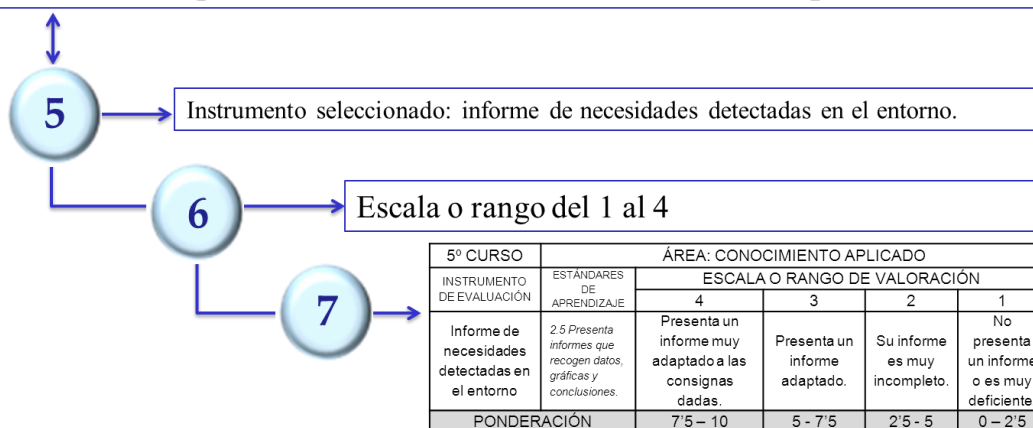 5
Instrumento seleccionado: informe de necesidades detectadas en el entorno.
6
Escala o rango del 1 al 4
7
5º CURSO
ÁREA: CONOCIMIENTO APLICADO
INSTRUMENTO
DE EVALUACIÓN
ESTÁNDARES
DE
APRENDIZAJE
ESCALA O RANGO DE VALORACIÓN
4
3
2
1
Informe de
necesidades
detectadas en
el entorno
2.5 Presenta
informes que
recogen datos,
gráficas y
conclusiones.
Presenta un
informe muy
adaptado a las
consignas
dadas.
Presenta un
informe
adaptado.
Su informe
es muy
incompleto.
No
presenta
un informe
o es muy
deficiente
PONDERACIÓN
7'5 – 10
5 - 7'5
2'5 - 5
0 – 2'5